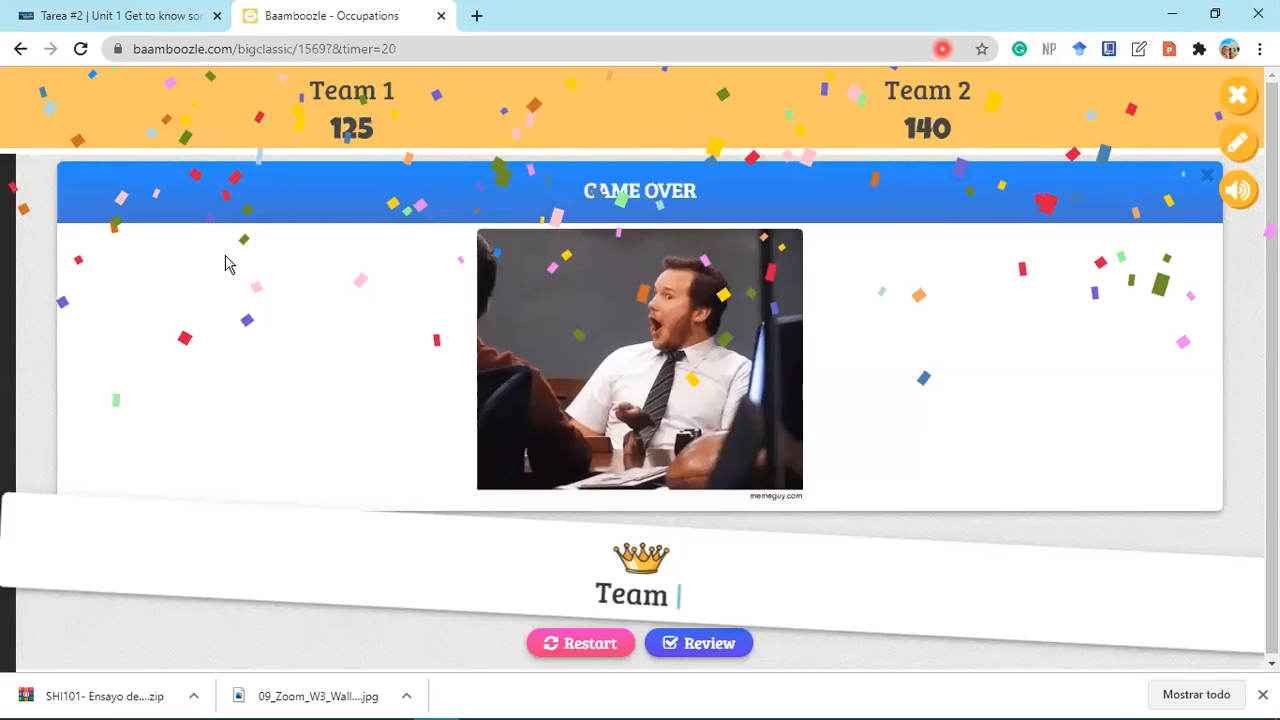 Tarea #2 | Unit 1 Get to know sor
Baamboozle - Occupations
baamboozle.com/bigclassic/1569?&timer=20
NP
Team 1
125
Team 2
140
GAME OVER
memeguy.com
Team
Restart
Review
SHI101- Ensayo de....zip
09_Zoom_W3_Wall....jpg
Mostrar todo